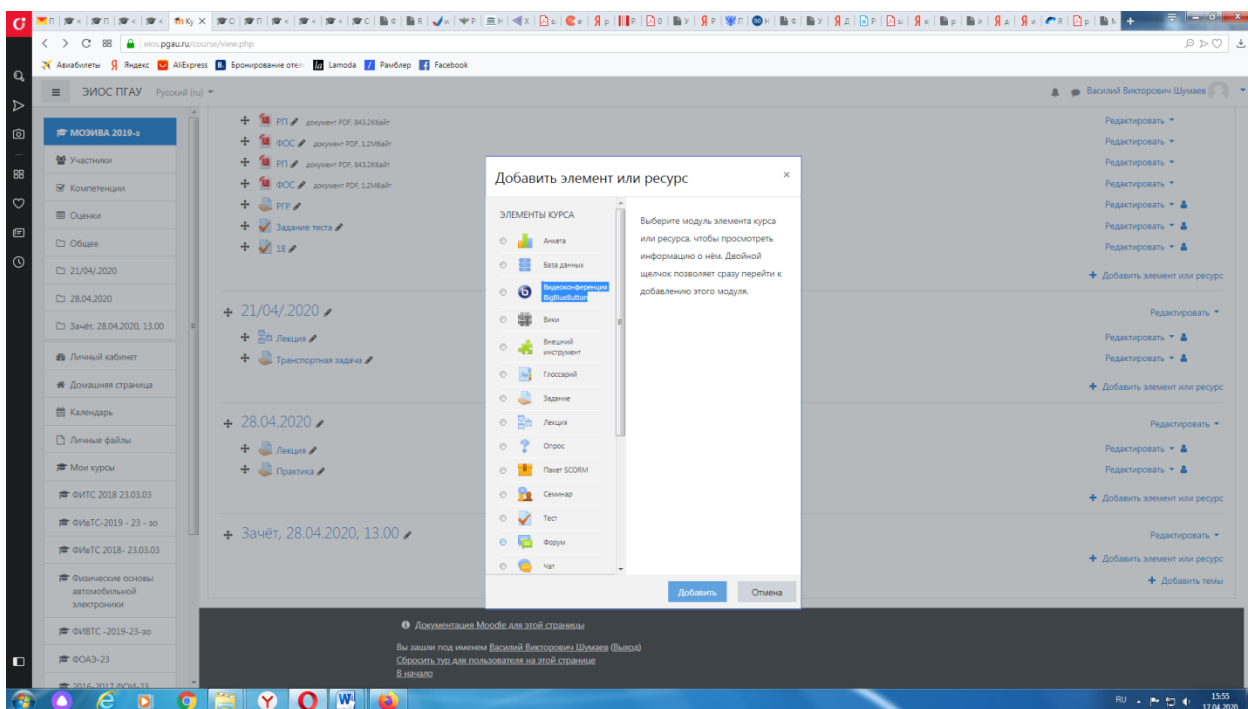 eios.pgau.ru/course/view.php
Авиабилеты Яндекс AliExpress Бронирование отел Lamoda Рамблер Facebook
ЭИОС ПГАУ Русский (ru)
Василий Викторович Шумаев
МОЭИВА 2019-з
Участники
Компетенции
Оценки
Общее
21/04/.2020
28.04.2020
Зачёт, 28.04.2020, 13.00
Личный кабинет
Домашняя страница
Календарь
Личные файлы
Мои курсы
ФИТС 2018 23.03.03
ФИвТС-2019 - 23 - зо
ФИвТС 2018- 23.03.03
Физические основы
автомобильной
электроники
ФИВТС -2019-23-зо
ФОАЭ-23
2016-2017 ФОИ-23
РП документ PDF, 843.2Кбайт
Редактировать
ФОС документ PDF, 1.2Мбайт
Редактировать
РП документ PDF, 843.2Кбайт
Редактировать
ФОС документ PDF, 1.2Мбайт
Редактировать
РГР
Редактировать
Задание теста
Редактировать
18
Редактировать
Добавить элемент или ресурс
21/04/.2020
Редактировать
Лекция
Редактировать
Транспортная задача
Редактировать
Добавить элемент или ресурс
28.04.2020
Редактировать
Лекция
Редактировать
Практика
Редактировать
Добавить элемент или ресурс
Зачёт, 28.04.2020, 13.00
Редактировать
Добавить элемент или ресурс
Добавить темы
Добавить элемент или ресурс
×
ЭЛЕМЕНТЫ КУРСА
Анкета
База данных
Видеоконференция
BigBlueButton
Вики
Внешний
инструмент
Глоссарий
Задание
Лекция
Опрос
Пакет SCORM
Семинар
Тест
Форум
Чат
Выберите модуль элемента курса
или ресурса, чтобы просмотреть
информацию о нём. Двойной
щелчок позволяет сразу перейти к
добавлению этого модуля.
Добавить Отмена
Документация Moodle для этой страницы
Вы зашли под именем Василий Викторович Шумаев (Выход)
Сбросить тур для пользователя на этой странице
В начало
RU
15:55
17.04.2020